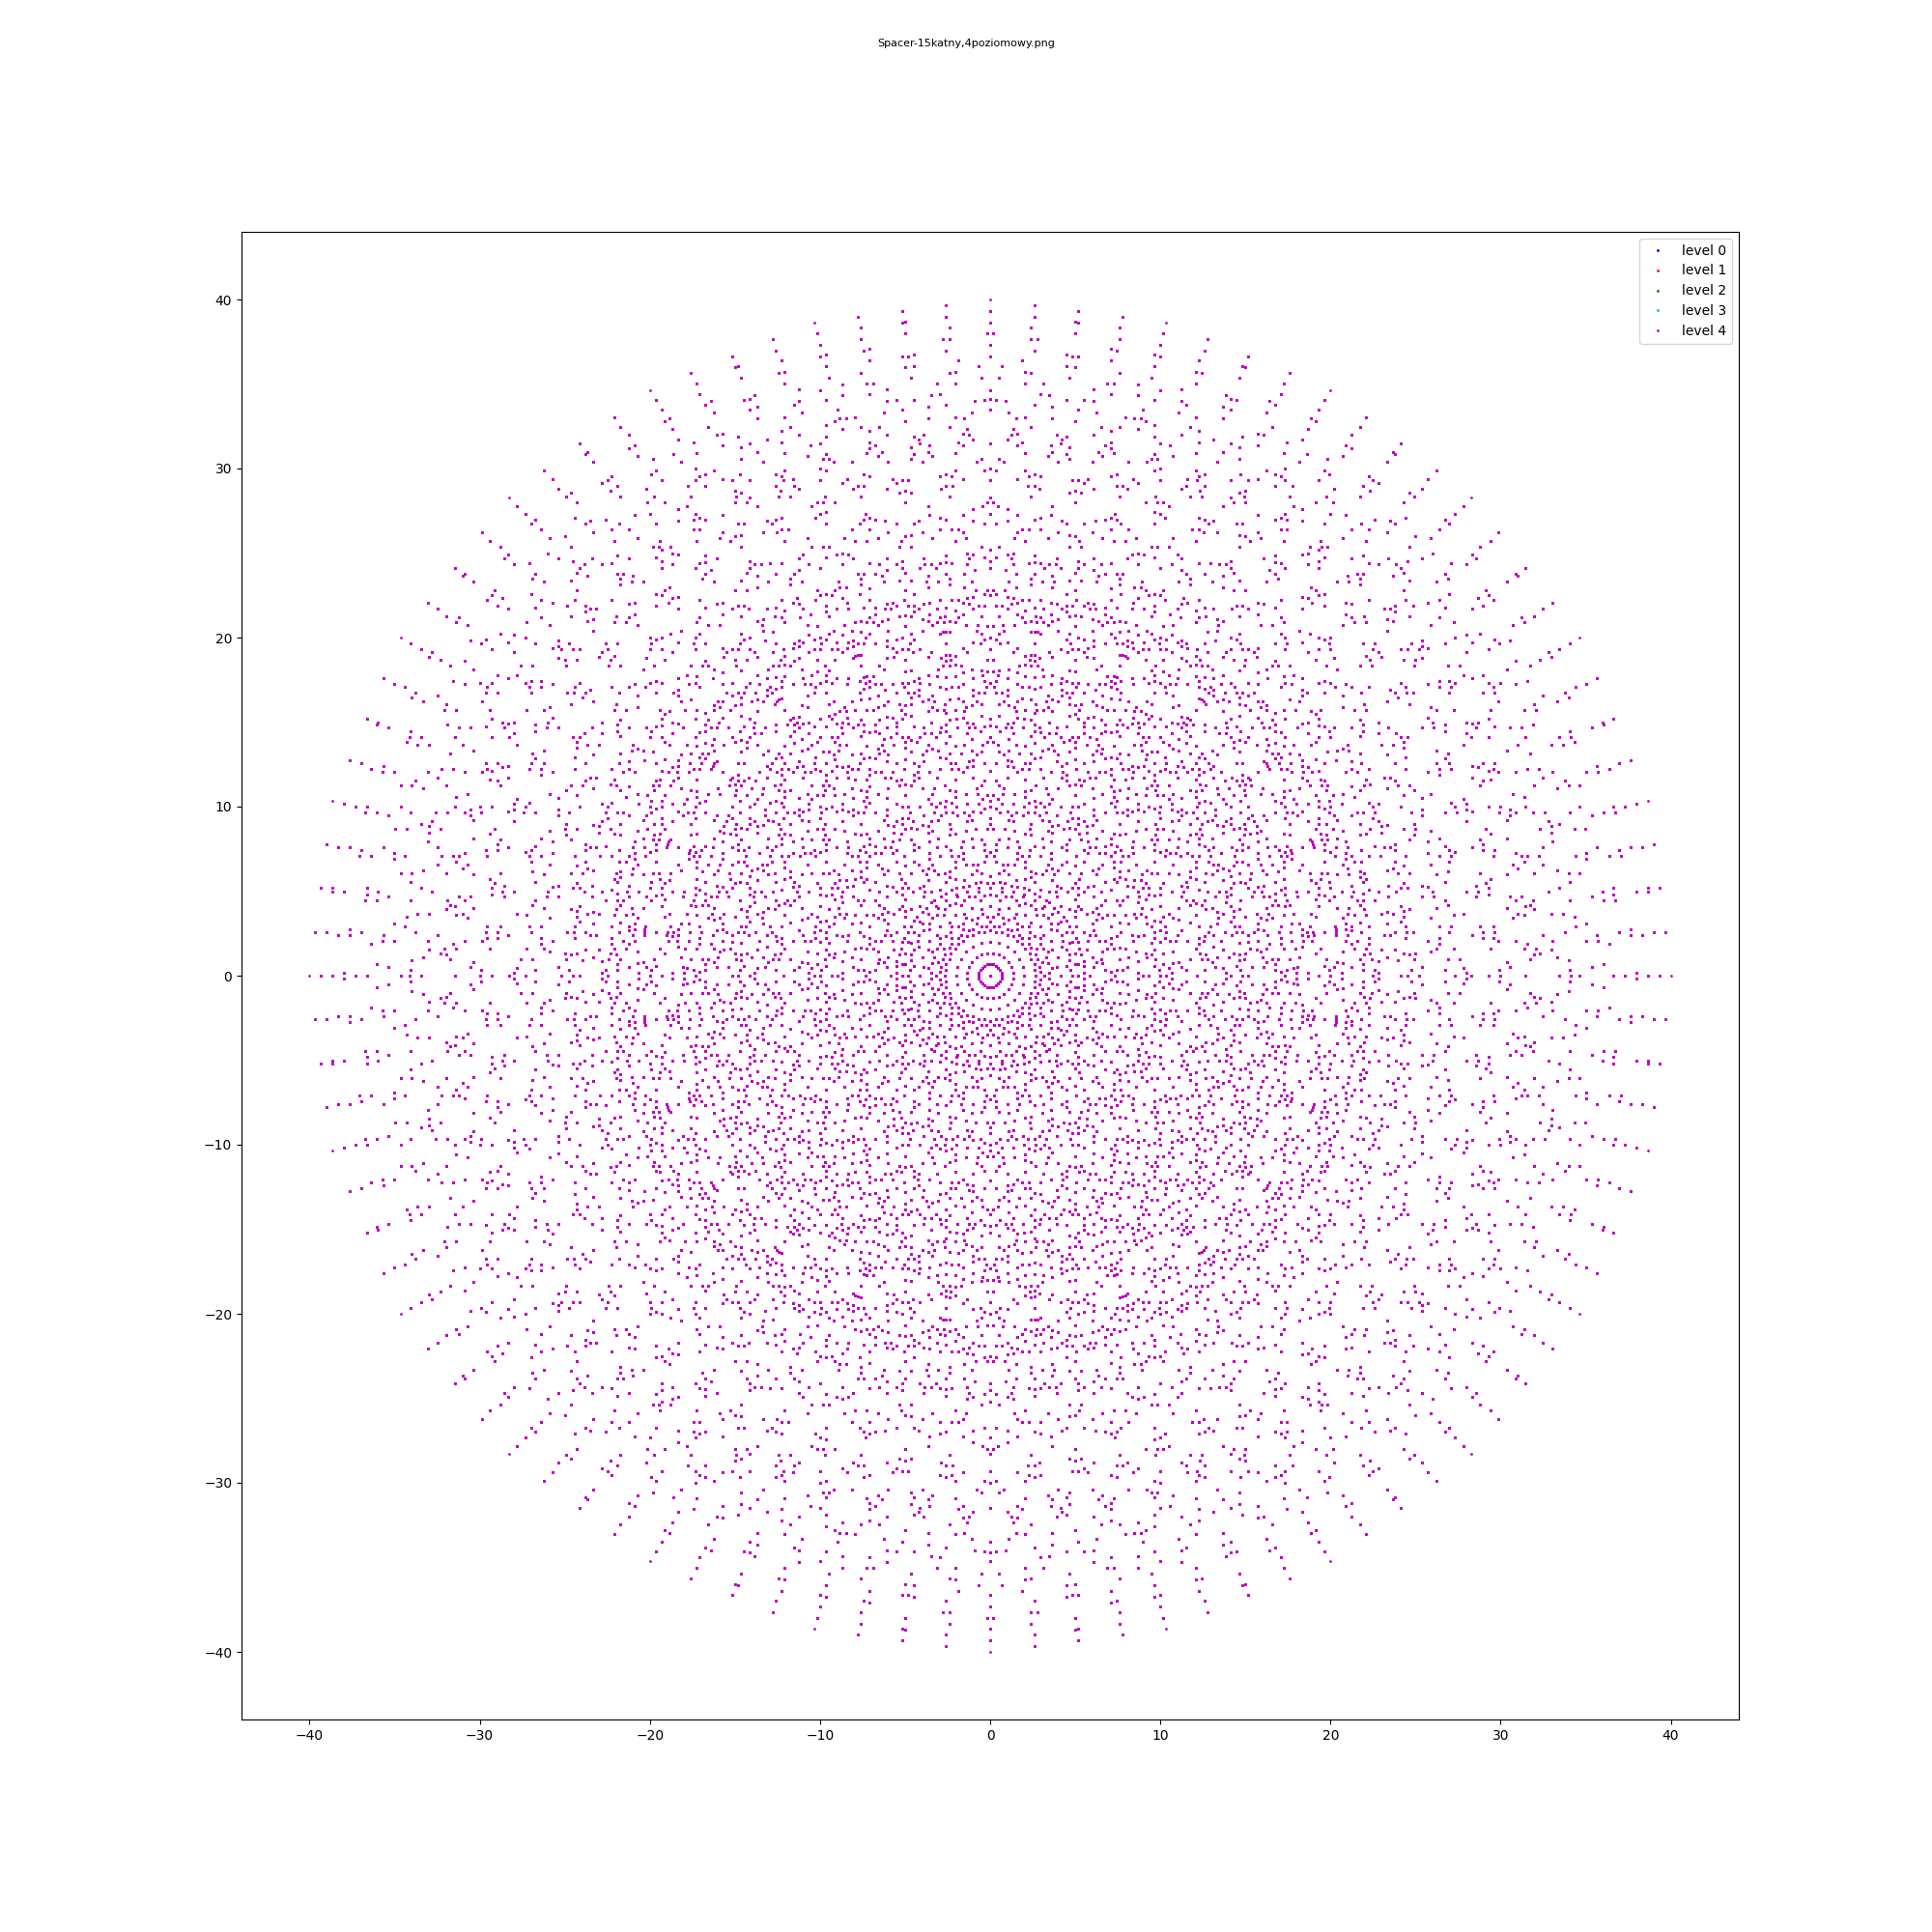 Spacer-15katny,4poziomowy.png
level 0
level 1
level 2
level 3
level 4
40
30
20
10
0
−10
−20
−30
−40
−40 −30 −20 −10 0 10 20 30 40